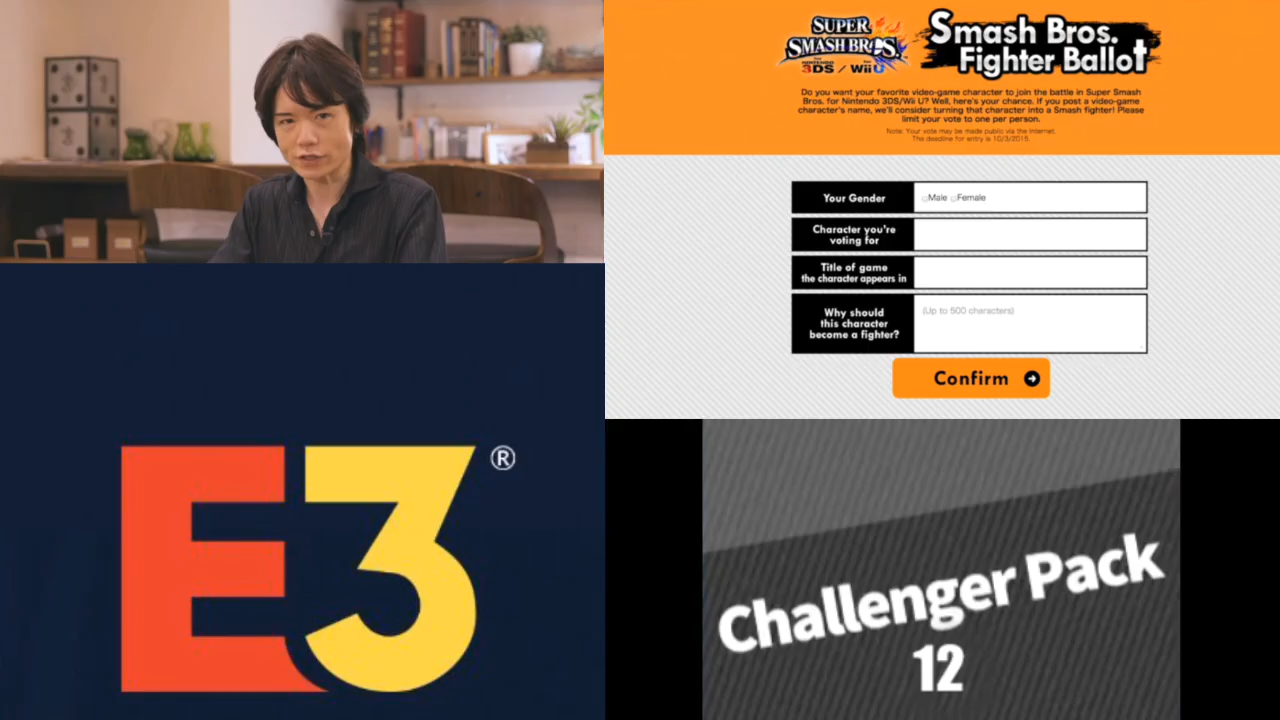 SUPER
SMASH BROS.
FOR NINTENDO 3DS / FOR WiiU
Smash Bros.
Fighter Ballot
Do you want your favorite video-game character to join the battle in Super Smash
Bros. for Nintendo 3DS/Wii U? Well, here's your chance. If you post a video-game
character's name, we'll consider turning that character into a Smash fighter! Please
limit your vote to one per person.
Note: Your vote may be made public via the internet.
The deadline for entry is 10/3/2015.
Your Gender
Male Female
Character you're
voting for
Title of game
the character appears in
Why should
this character
become a fighter?
(Up to 500 characters)
Confirm
E3®
Challenger Pack
12